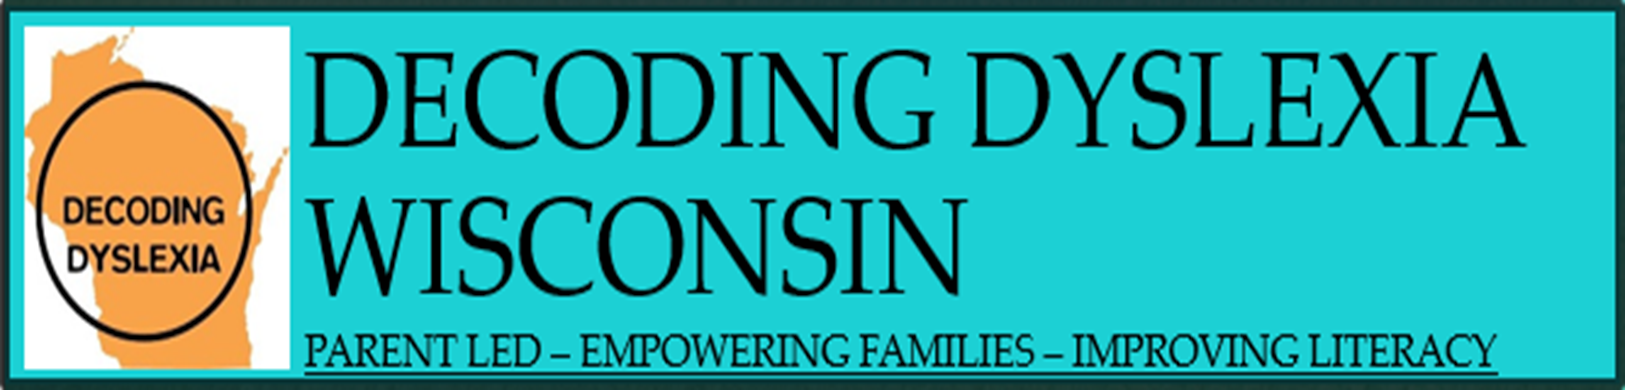 DECODING
DYSLEXIA
DECODING DYSLEXIA
WISCONSIN
PARENT LED – EMPOWERING FAMILIES – IMPROVING LITERACY